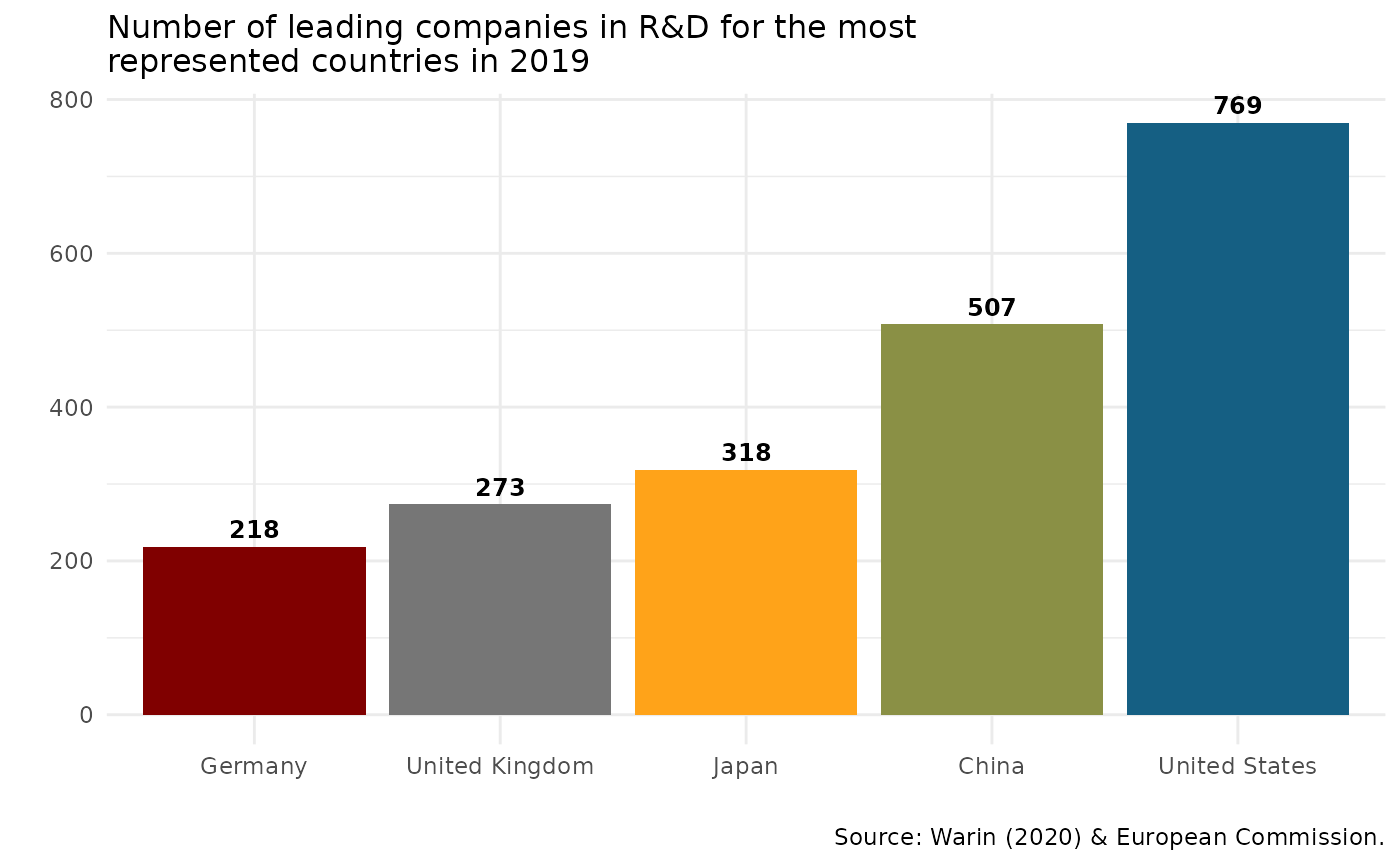 Number of leading companies in R&D for the most
represented countries in 2019
800
600
400
200
0
218
273
318
507
769
Germany
United Kingdom
Japan
China
United States
Source: Warin (2020) & European Commission.